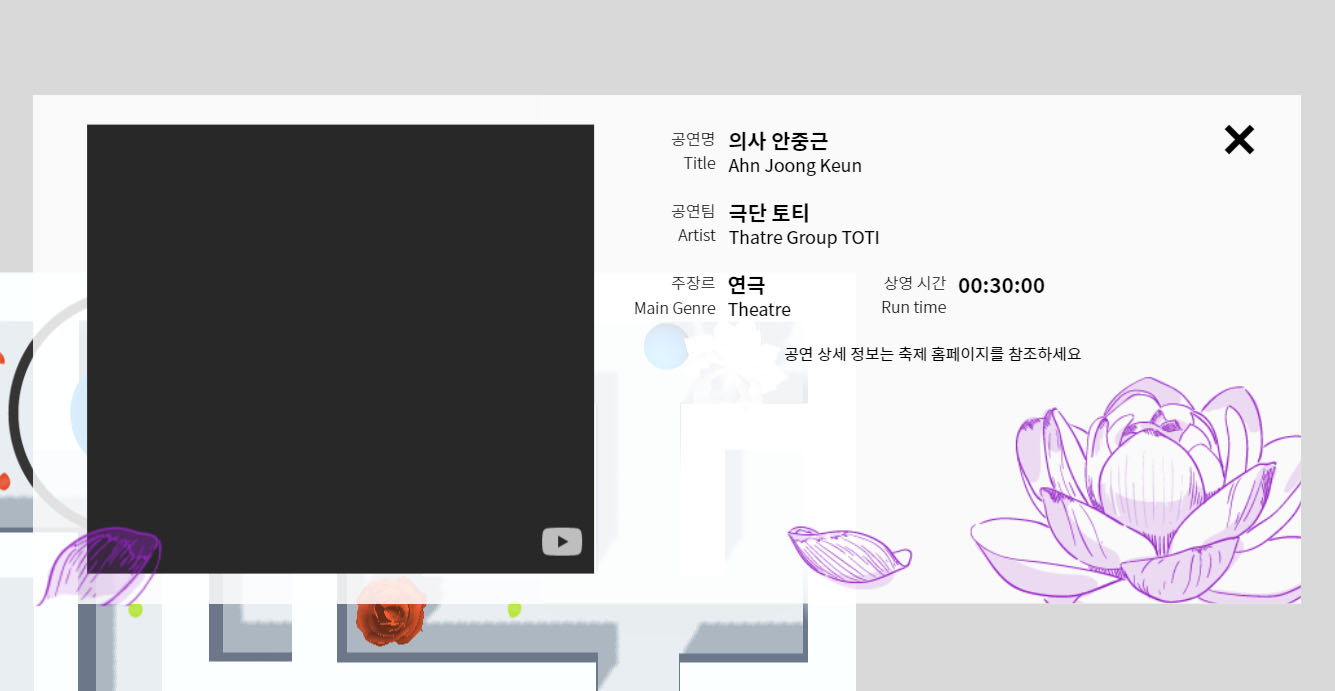 공연명 의사 안중근
Title Ahn Joong Keun
공연팀 극단 토티
Artist Thatre Group TOTI
주장르 연극 상영 시간 00:30:00
Main Genre Theatre Run time
공연 상세 정보는 축제 홈페이지를 참조하세요